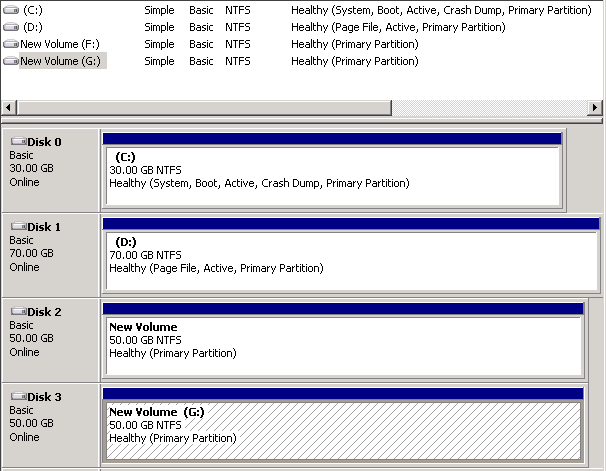 (C:) Simple Basic NTFS Healthy (System, Boot, Active, Crash Dump, Primary Partition)
(D:) Simple Basic NTFS Healthy (Page File, Active, Primary Partition)
New Volume (F:) Simple Basic NTFS Healthy (Primary Partition)
New Volume (G:) Simple Basic NTFS Healthy (Primary Partition)
Disk 0
Basic
30.00 GB
Online
(C:)
30.00 GB NTFS
Healthy (System, Boot, Active, Crash Dump, Primary Partition)
Disk 1
Basic
70.00 GB
Online
(D:)
70.00 GB NTFS
Healthy (Page File, Active, Primary Partition)
Disk 2
Basic
50.00 GB
Online
New Volume
50.00 GB NTFS
Healthy (Primary Partition)
Disk 3
Basic
50.00 GB
Online
New Volume (G:)
50.00 GB NTFS
Healthy (Primary Partition)